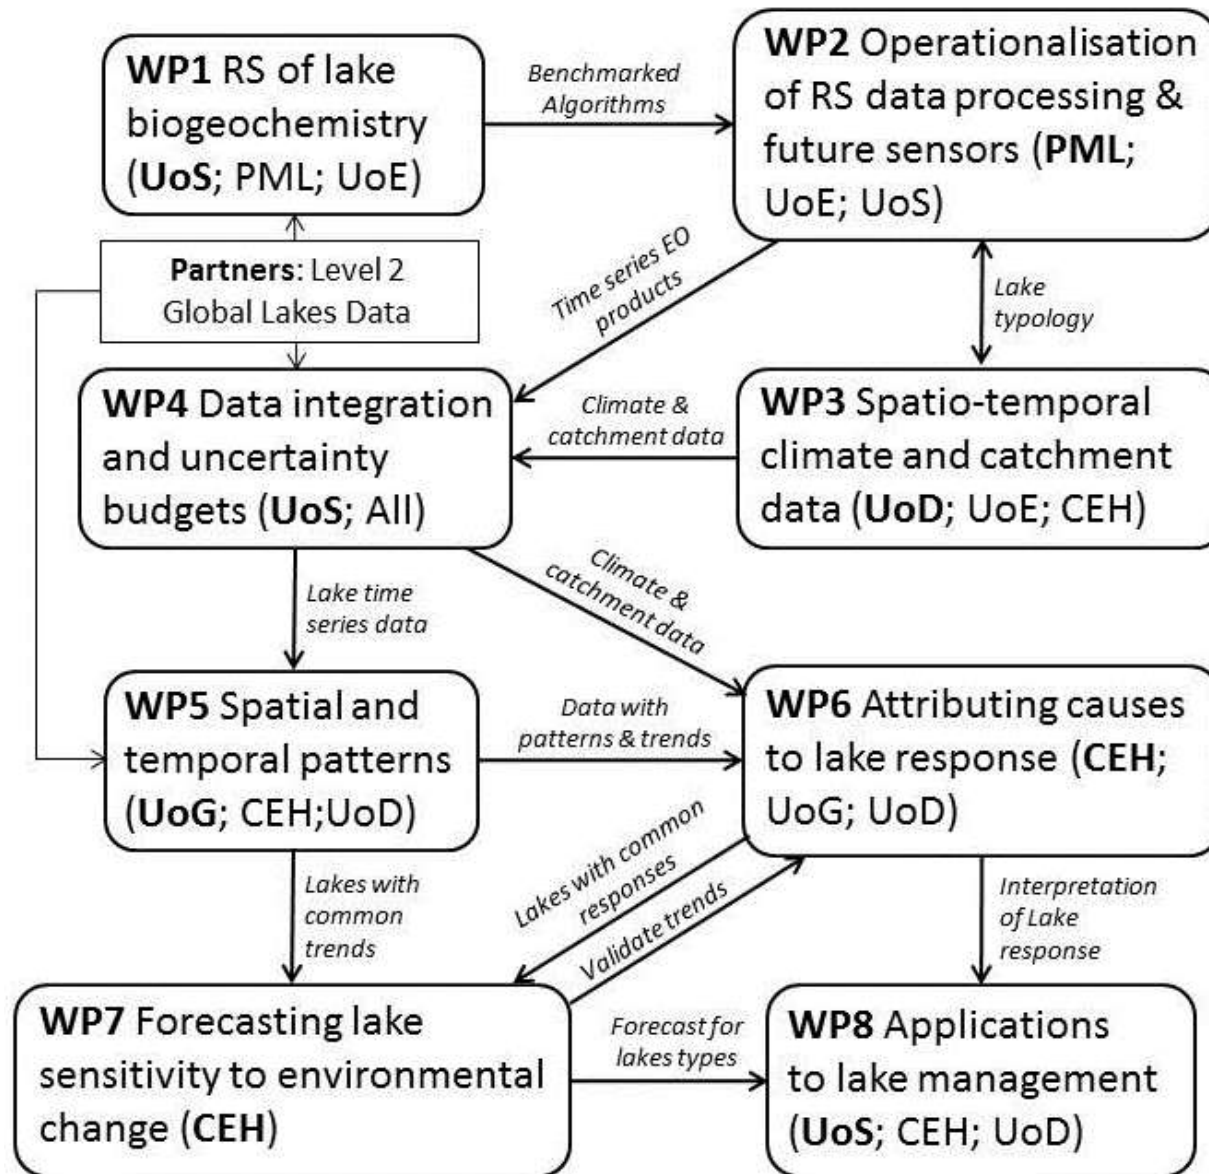 WP1 RS of lake
biogeochemistry
(UoS; PML; UoE)
Benchmarked
Algorithms
WP2 Operationalisation
of RS data processing &
future sensors (PML;
UoE; UoS)
Partners: Level 2
Global Lakes Data
Time series EO
products
Lake
typology
WP4 Data integration
and uncertainty
budgets (UoS; All)
Climate &
catchment data
WP3 Spatio-temporal
climate and catchment
data (UoD; UoE; CEH)
Lake time
series data
Climate &
catchment data
WP5 Spatial and
temporal patterns
(UoG; CEH;UoD)
Data with
patterns & trends
WP6 Attributing causes
to lake response (CEH;
UoG; UoD)
Lakes with
common
trends
Lakes with common
responses
Validate trends
Interpretation
of Lake
response
WP7 Forecasting lake
sensitivity to environmental
change (CEH)
Forecast for
lakes types
WP8 Applications
to lake management
(UoS; CEH; UoD)